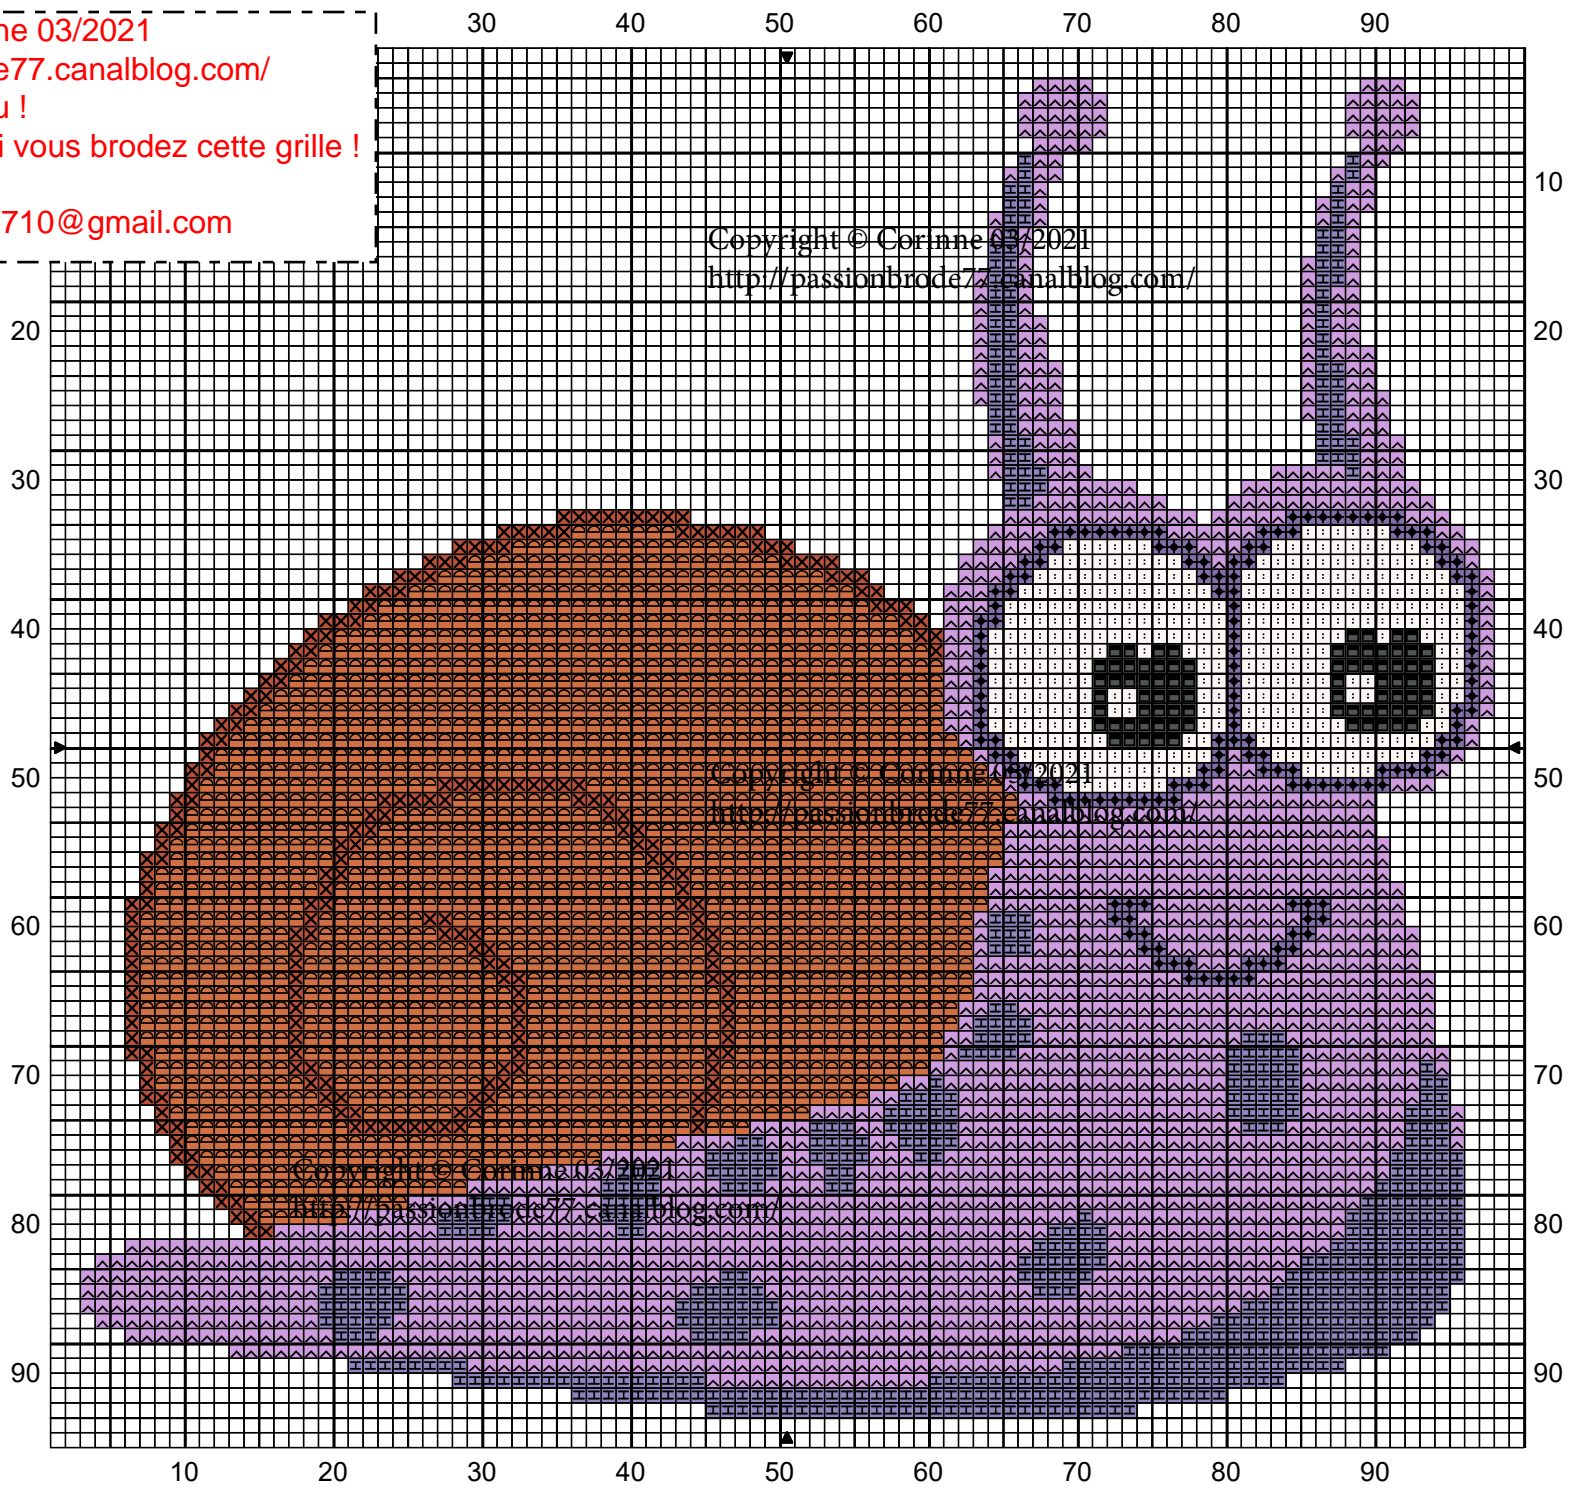 ne 03/2021
e77.canalblog.com/
u !
i vous brodez cette grille !
710@gmail.com
30 40 50 60 70 80 90
10
Copyright © Corinne 03/2021
http://passionbrode77.canalblog.com/
20 20
30 30
40 40
50 50
Copyright © Corinne 03/2021
http://passionbrode77.canalblog.com/
60 60
70 70
Copyright © Corinne 03/2021
http://passionbrode77.canalblog.com/
80 80
90 90
10 20 30 40 50 60 70 80 90